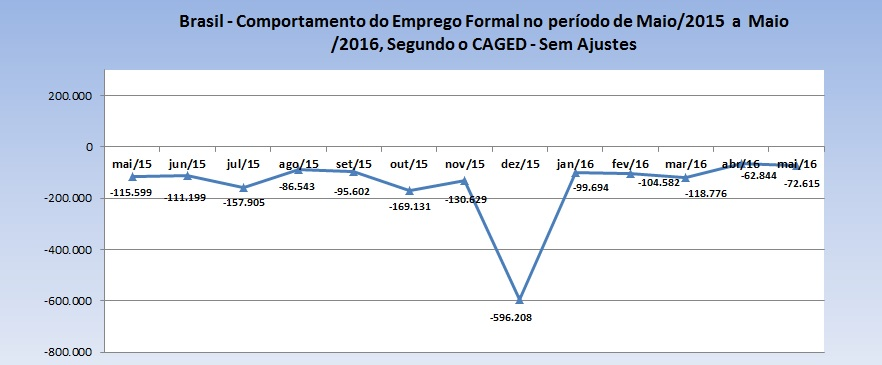 Brasil - Comportamento do Emprego Formal no período de Maio/2015 a Maio
/2016, Segundo o CAGED - Sem Ajustes
200.000
0
mai/15 jun/15 jul/15 ago/15 set/15 out/15 nov/15 dez/15 jan/16 fev/16 mar/16 abr/16 mai/16
-115.599 -111.199 -157.905 -86.543 -95.602 -169.131 -130.629 -596.208 -99.694 -104.582 -118.776 -62.844 -72.615
-200.000
-400.000
-600.000
-800.000